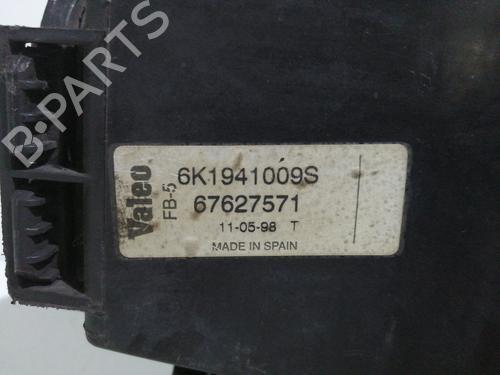 B-PARTS
Valeo
FB-5
6K1941009S
67627571
11-05-98 T
MADE IN SPAIN